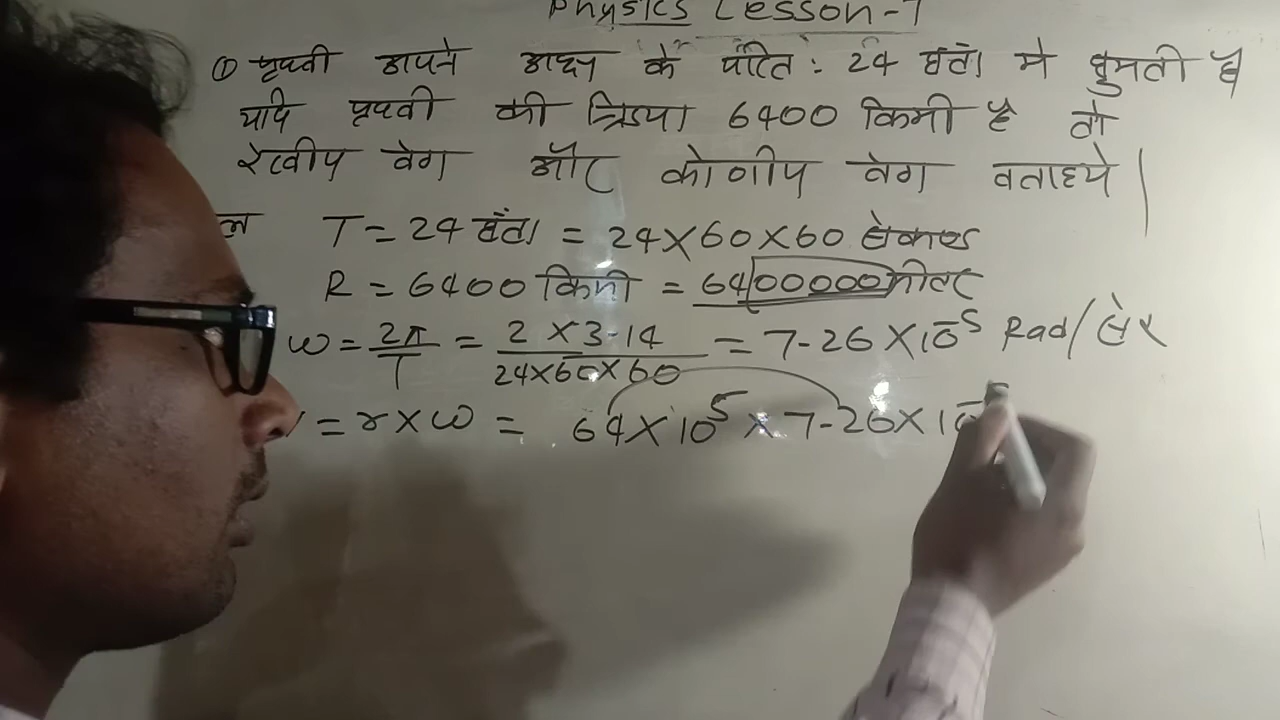 Physics Lesson-1
① पृथ्वी अपने अक्ष के परित: 24 घंटा मे घुमती है
यदि पृथ्वी की त्रिज्या 6400 किमी है तो
रेखीय वेग और कोणीय वेग बताइये |
हल T = 24 घंटा = 24×60×60 सेकण्ड
R = 6400 किमी = 6400000 मीटर
ω = 2π/T = 2 × 3.14 / 24×60×60 = 7.26 × 10⁻⁵ Rad/से॰
= r × ω = 64 × 10⁵ × 7.26 × 10⁻⁵